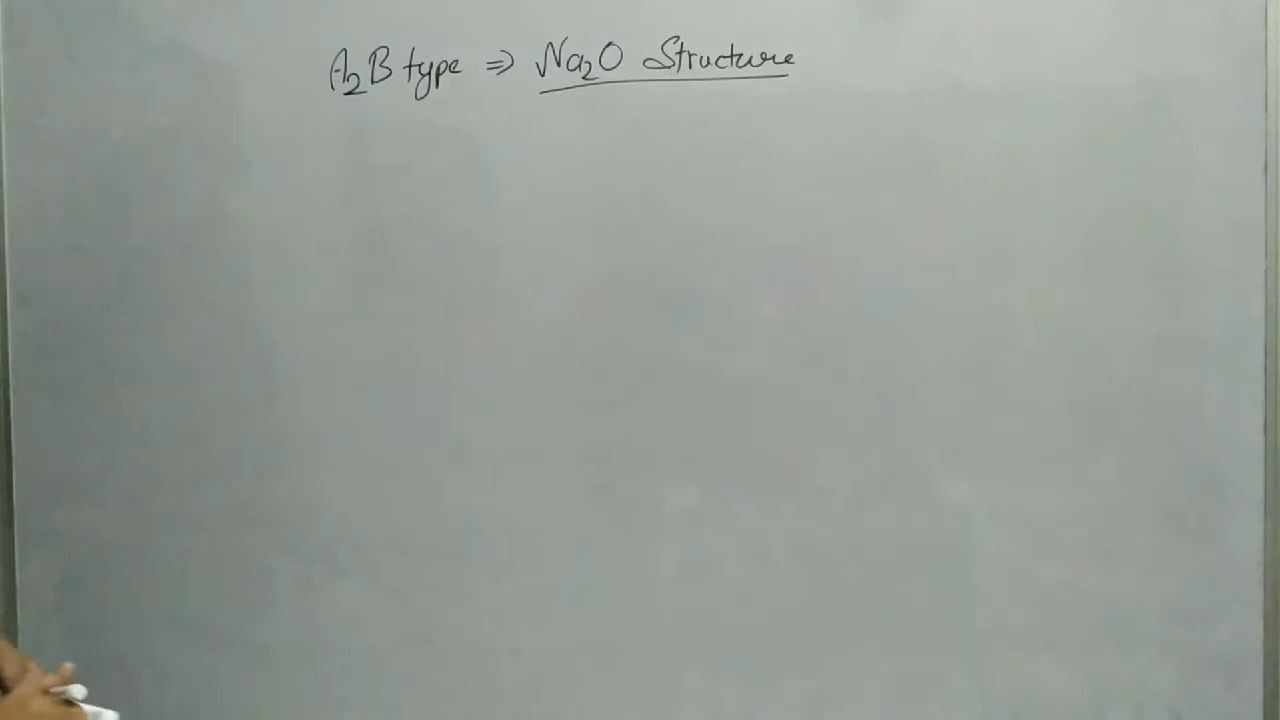 A₂B type ⇒ Na₂O Structure